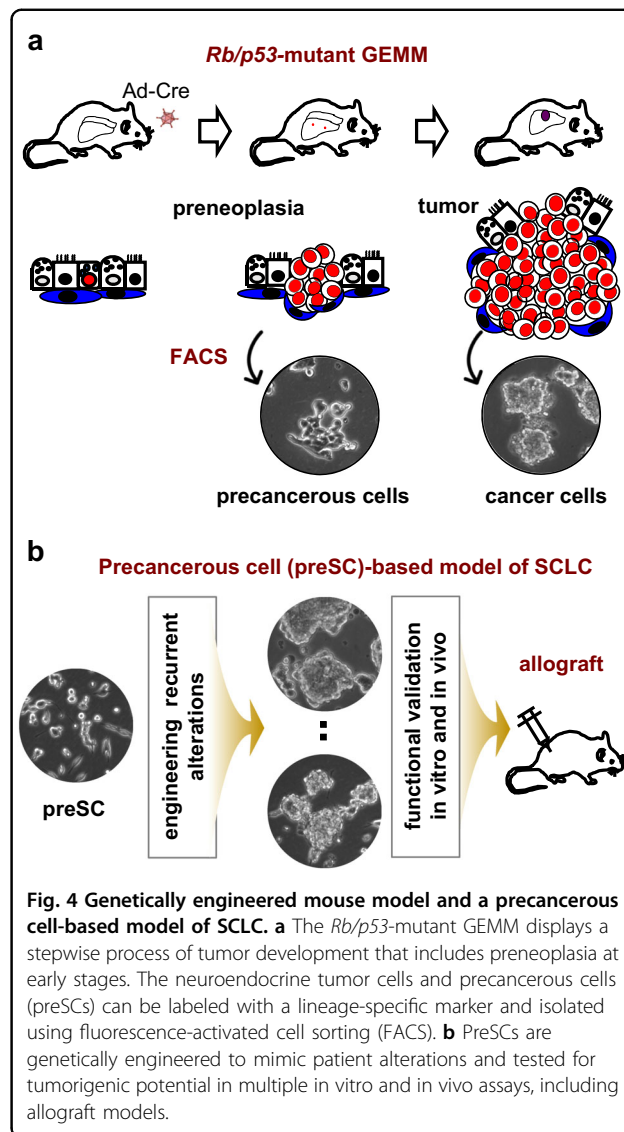 a
Rb/p53-mutant GEMM
Ad-Cre
preneoplasia
tumor
FACS
precancerous cells
cancer cells
b
Precancerous cell (preSC)-based model of SCLC
preSC
engineering recurrent
alterations
functional validation
in vitro and in vivo
allograft
Fig. 4 Genetically engineered mouse model and a precancerous
cell-based model of SCLC. a The Rb/p53-mutant GEMM displays a
stepwise process of tumor development that includes preneoplasia at
early stages. The neuroendocrine tumor cells and precancerous cells
(preSCs) can be labeled with a lineage-specific marker and isolated
using fluorescence-activated cell sorting (FACS). b PreSCs are
genetically engineered to mimic patient alterations and tested for
tumorigenic potential in multiple in vitro and in vivo assays, including
allograft models.